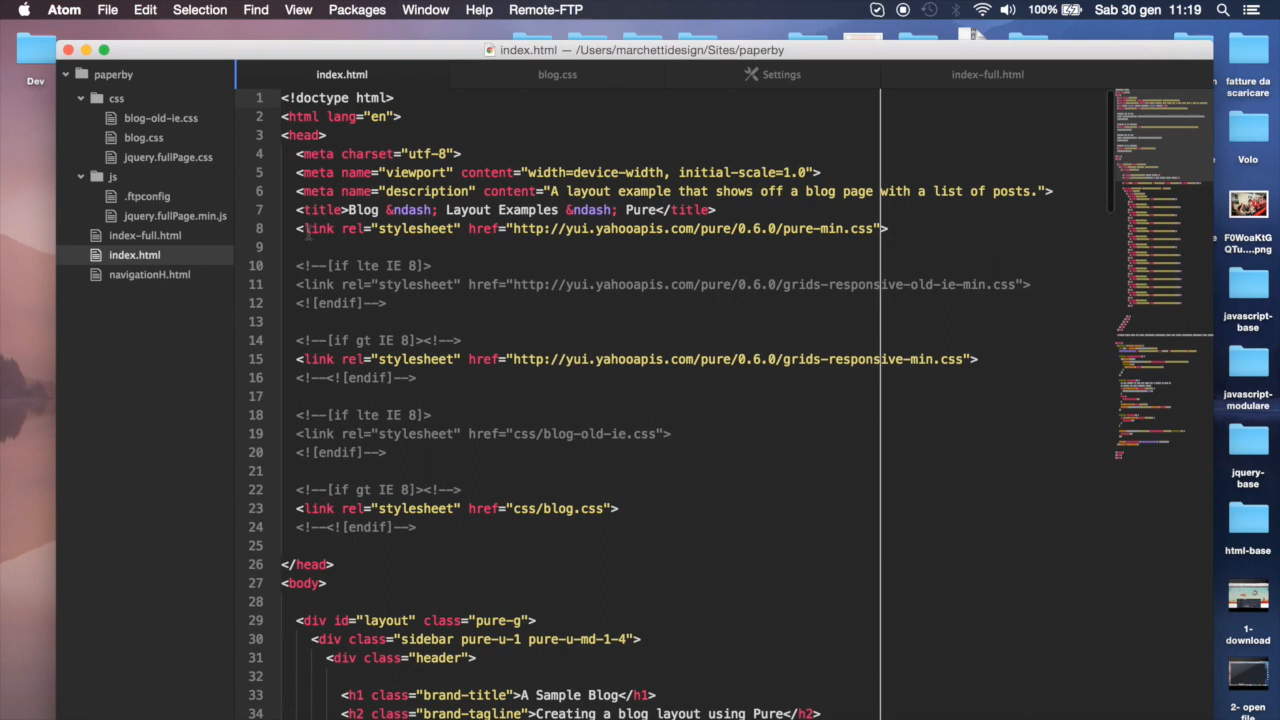 Atom File Edit Selection Find View Packages Window Help Remote-FTP 100% Sab 30 gen 11:19
index.html — /Users/marchettidesign/Sites/paperby
Dev
paperby
css
blog-old-ie.css
blog.css
jquery.fullPage.css
js
.ftpconfig
jquery.fullPage.min.js
index-full.html
index.html
navigationH.html
index.html blog.css Settings index-full.html
1 <!doctype html>
2 <html lang="en">
3 <head>
4 <meta charset="utf-8">
5 <meta name="viewport" content="width=device-width, initial-scale=1.0">
6 <meta name="description" content="A layout example that shows off a blog page with a list of posts.">
7 <title>Blog &ndash; Layout Examples &ndash; Pure</title>
8 <link rel="stylesheet" href="http://yui.yahooapis.com/pure/0.6.0/pure-min.css">
9
10 <!--[if lte IE 8]>
11 <link rel="stylesheet" href="http://yui.yahooapis.com/pure/0.6.0/grids-responsive-old-ie-min.css">
12 <![endif]-->
13
14 <!--[if gt IE 8]><!-->
15 <link rel="stylesheet" href="http://yui.yahooapis.com/pure/0.6.0/grids-responsive-min.css">
16 <!--<![endif]-->
17
18 <!--[if lte IE 8]>
19 <link rel="stylesheet" href="css/blog-old-ie.css">
20 <![endif]-->
21
22 <!--[if gt IE 8]><!-->
23 <link rel="stylesheet" href="css/blog.css">
24 <!--<![endif]-->
25
26 </head>
27 <body>
28
29 <div id="layout" class="pure-g">
30 <div class="sidebar pure-u-1 pure-u-md-1-4">
31 <div class="header">
32
33 <h1 class="brand-title">A Sample Blog</h1>
34 <h2 class="brand-tagline">Creating a blog layout using Pure</h2>
fatture da
scaricare
Volo
F0WoaKtG
QTu....png
javascript-
base
javascript-
modulare
jquery-
base
html-base
1-
download
2- open
file